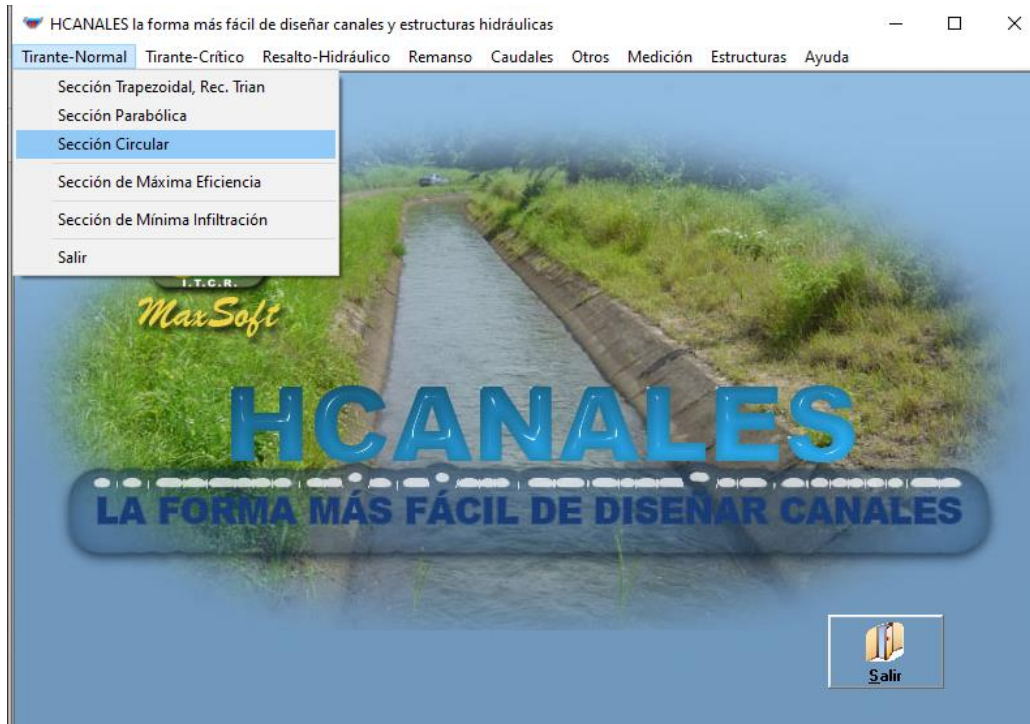 HCANALES la forma más fácil de diseñar canales y estructuras hidráulicas
Tirante-Normal Tirante-Crítico Resalto-Hidráulico Remanso Caudales Otros Medición Estructuras Ayuda
Sección Trapezoidal, Rec. Trian
Sección Parabólica
Sección Circular
Sección de Máxima Eficiencia
Sección de Mínima Infiltración
Salir
I.T.C.R.
MaxSoft
HCANALES
LA FORMA MÁS FÁCIL DE DISEÑAR CANALES
Salir